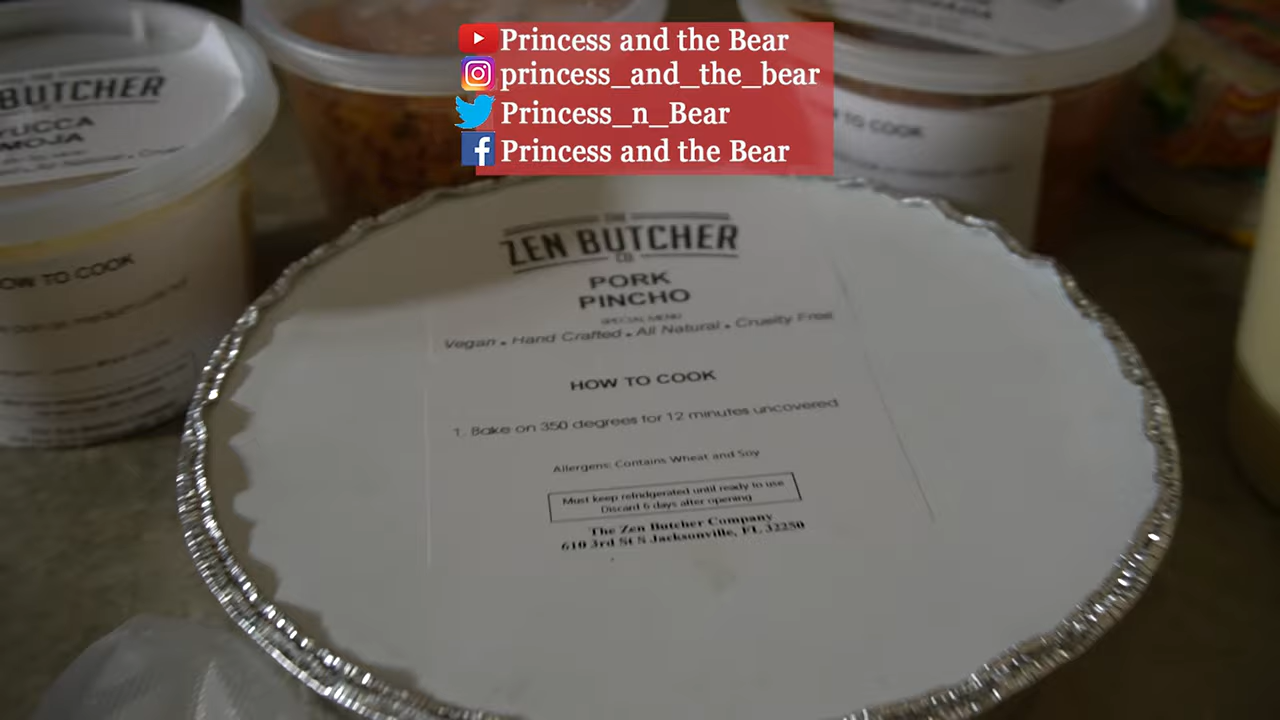 Princess and the Bear
princess_and_the_bear
Princess_n_Bear
Princess and the Bear
BUTCHER
YUCCA
MOJA
HOW TO COOK
TO COOK
THE
ZEN BUTCHER
CO
PORK
PINCHO
SPECIAL MENU
Vegan • Hand Crafted • All Natural • Cruelty Free
HOW TO COOK
1. Bake on 350 degrees for 12 minutes uncovered
Allergens: Contains Wheat and Soy
Must keep refridgerated until ready to use
Discard 6 days after opening
The Zen Butcher Company
610 3rd St S Jacksonville, FL 32250